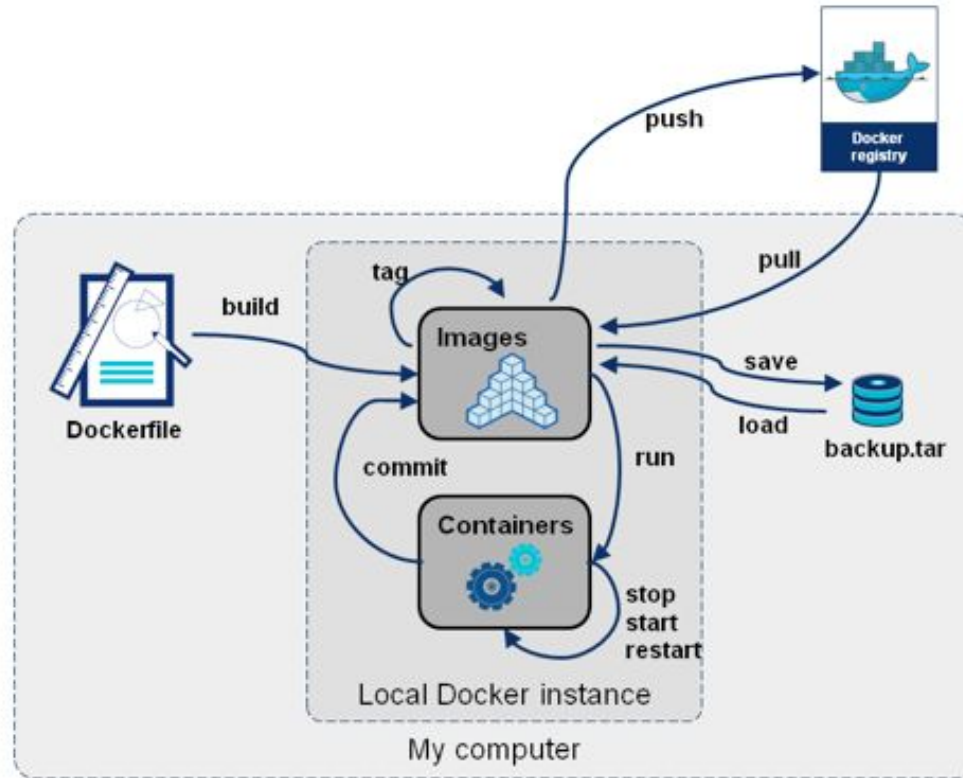 push
Docker
registry
pull
tag
build
Images
save
load
backup.tar
Dockerfile
commit
run
Containers
stop
start
restart
Local Docker instance
My computer